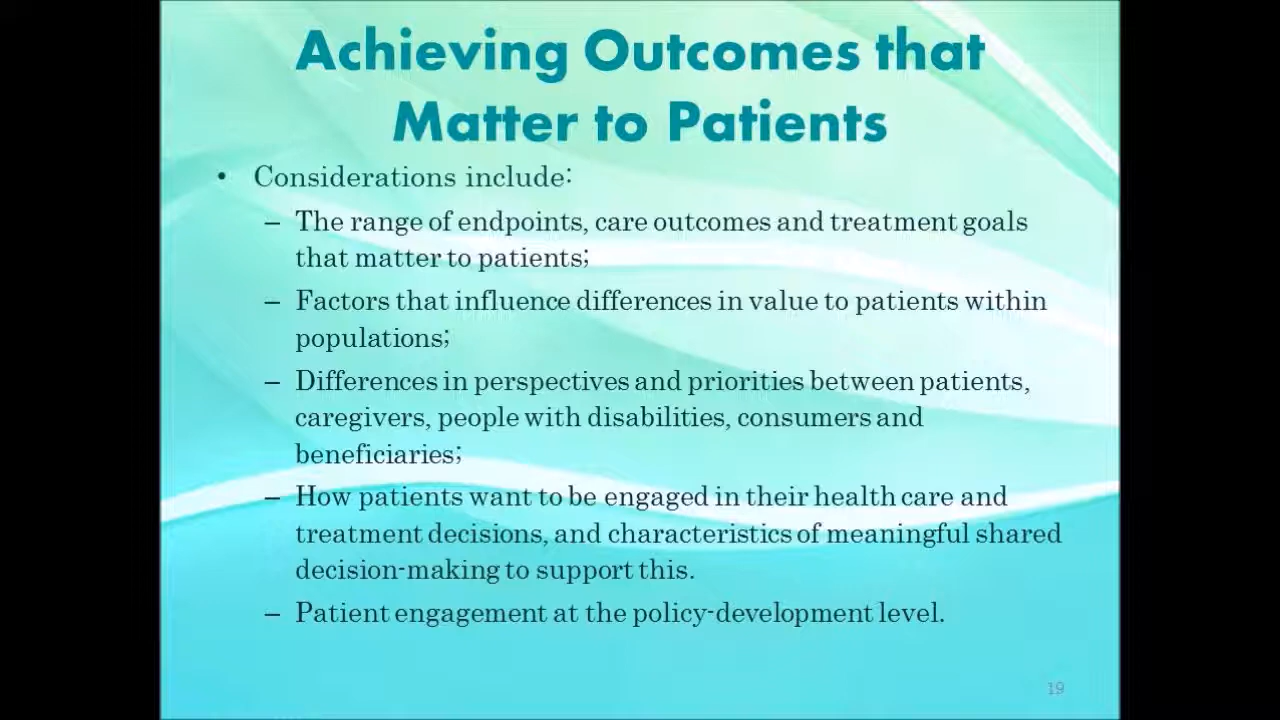 Achieving Outcomes that
Matter to Patients
• Considerations include:
– The range of endpoints, care outcomes and treatment goals
that matter to patients;
– Factors that influence differences in value to patients within
populations;
– Differences in perspectives and priorities between patients,
caregivers, people with disabilities, consumers and
beneficiaries;
– How patients want to be engaged in their health care and
treatment decisions, and characteristics of meaningful shared
decision-making to support this.
– Patient engagement at the policy-development level.
19